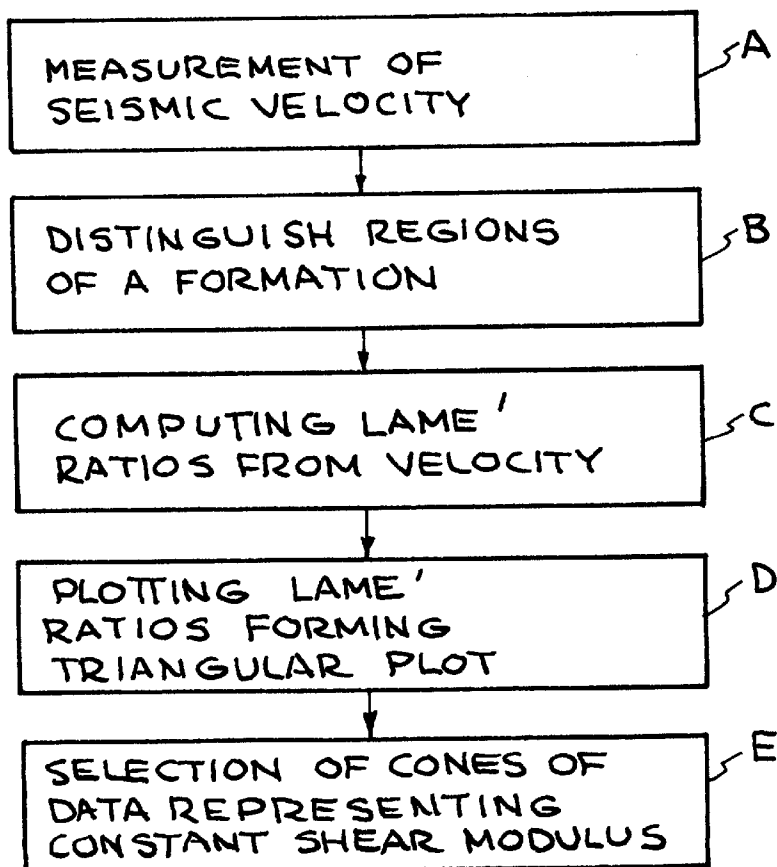 MEASUREMENT OF
SEISMIC VELOCITY
A
DISTINGUISH REGIONS
OF A FORMATION
B
COMPUTING LAME'
RATIOS FROM VELOCITY
C
PLOTTING LAME'
RATIOS FORMING
TRIANGULAR PLOT
D
SELECTION OF CONES OF
DATA REPRESENTING
CONSTANT SHEAR MODULUS
E